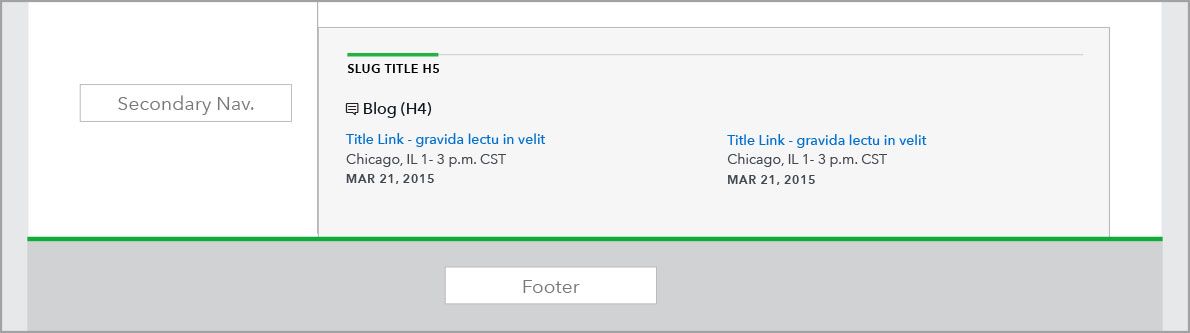 SLUG TITLE H5
Secondary Nav.
Blog (H4)
Title Link - gravida lectu in velit
Chicago, IL 1- 3 p.m. CST
MAR 21, 2015
Title Link - gravida lectu in velit
Chicago, IL 1- 3 p.m. CST
MAR 21, 2015
Footer